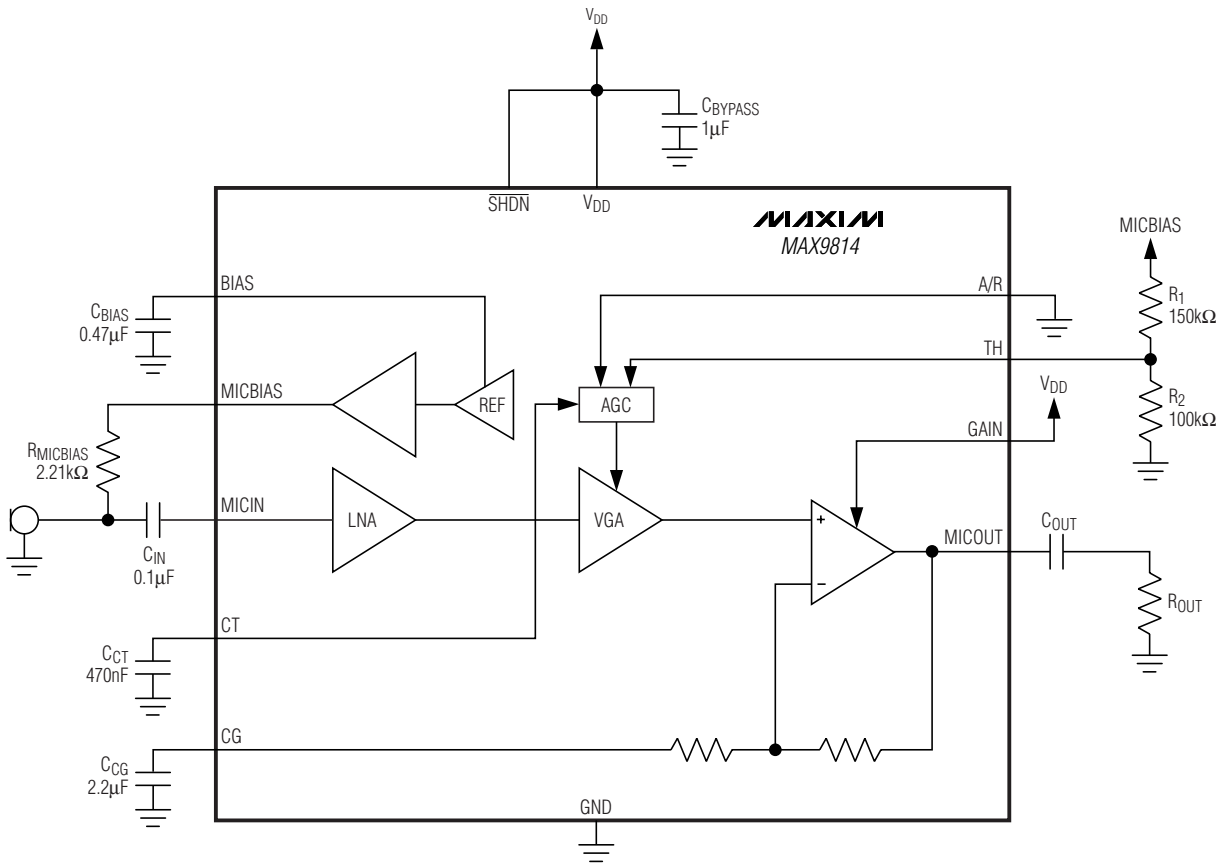 VDD
CBYPASS
1µF
SHDN
VDD
MAXIM
MAX9814
MICBIAS
BIAS
A/R
CBIAS
0.47µF
R1
150kΩ
TH
MICBIAS
REF
AGC
VDD
R2
100kΩ
RMICBIAS
2.21kΩ
GAIN
MICIN
LNA
VGA
+
−
MICOUT
COUT
CIN
0.1µF
ROUT
CT
CCT
470nF
CG
CCG
2.2µF
GND